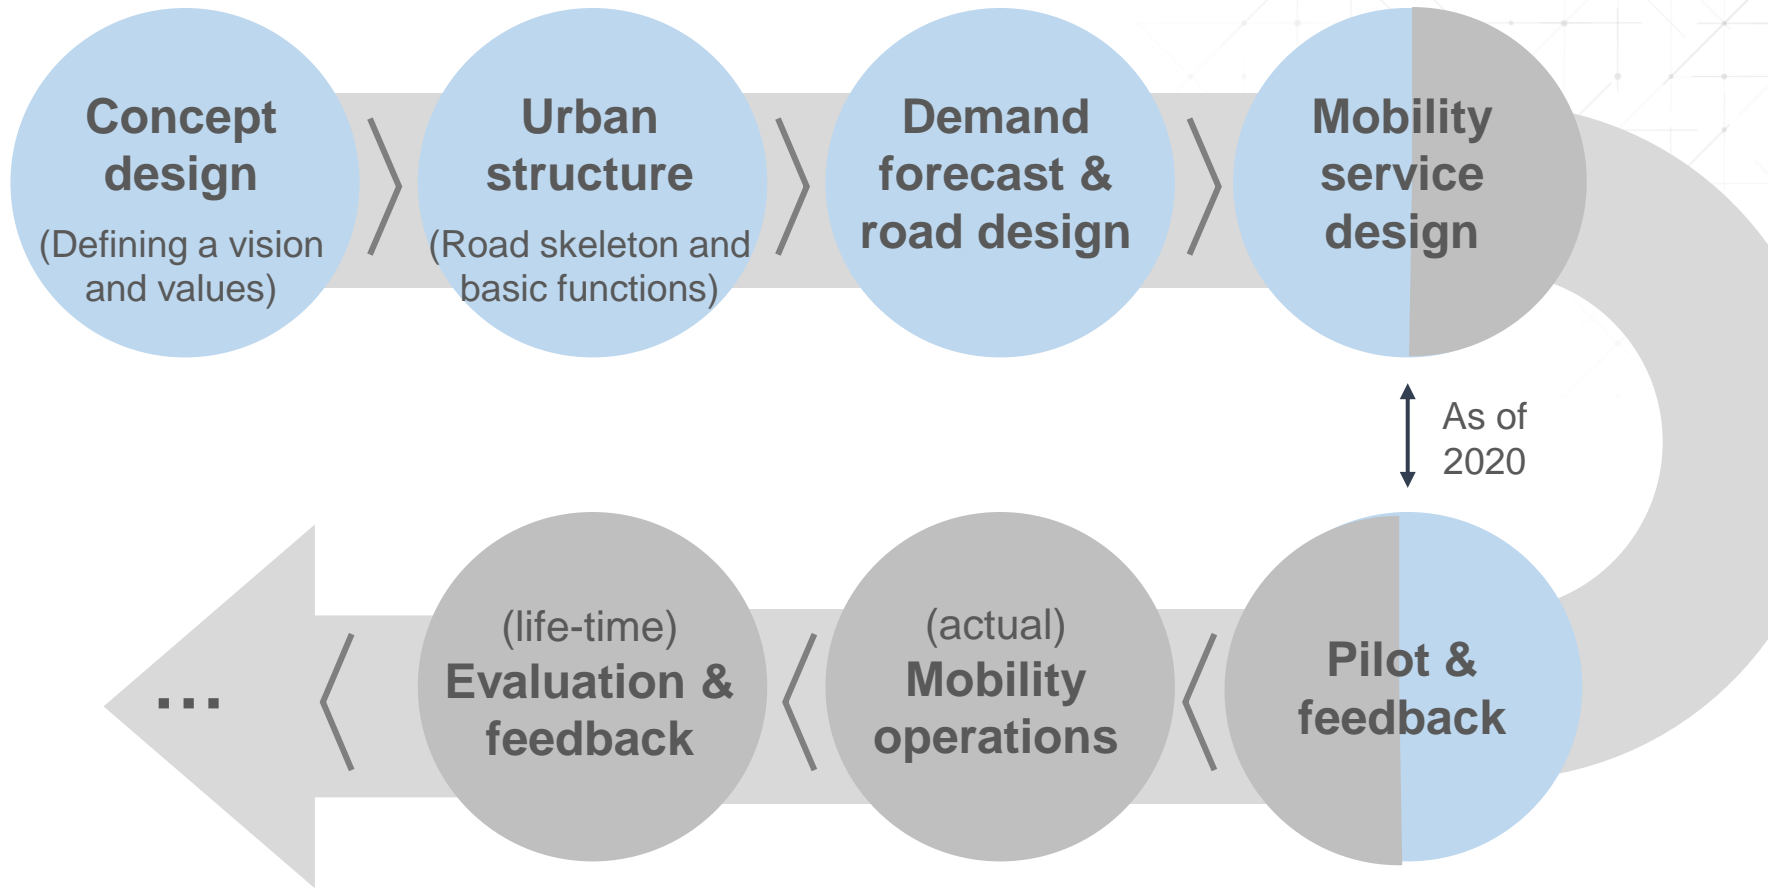 Concept
design
(Defining a vision
and values)
Urban
structure
(Road skeleton and
basic functions)
Demand
forecast &
road design
Mobility
service
design
As of
2020
Pilot &
feedback
(actual)
Mobility
operations
(life-time)
Evaluation &
feedback
...